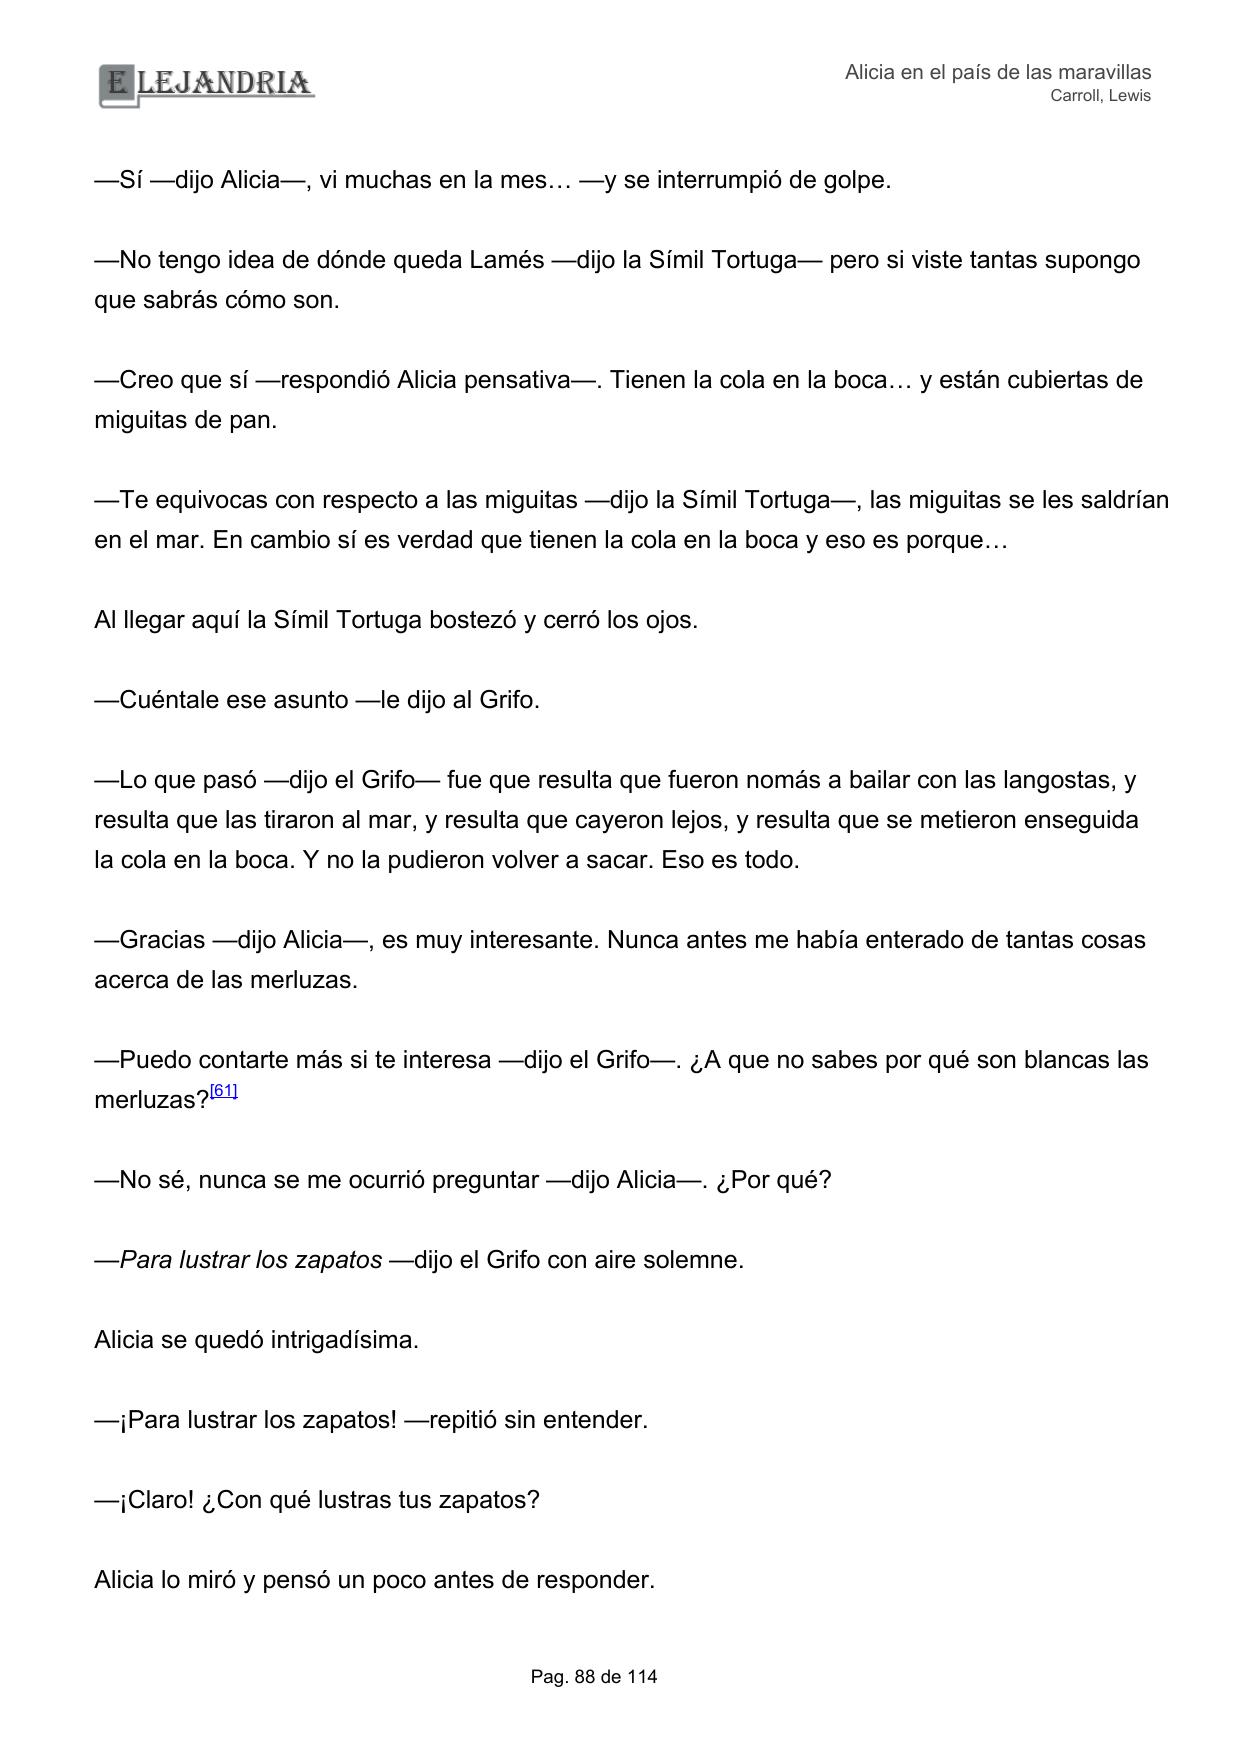 ELEJANDRIA
Alicia en el país de las maravillas
Carroll, Lewis
—Sí —dijo Alicia—, vi muchas en la mes… —y se interrumpió de golpe.
—No tengo idea de dónde queda Lamés —dijo la Símil Tortuga— pero si viste tantas supongo
que sabrás cómo son.
—Creo que sí —respondió Alicia pensativa—. Tienen la cola en la boca… y están cubiertas de
miguitas de pan.
—Te equivocas con respecto a las miguitas —dijo la Símil Tortuga—, las miguitas se les saldrían
en el mar. En cambio sí es verdad que tienen la cola en la boca y eso es porque…
Al llegar aquí la Símil Tortuga bostezó y cerró los ojos.
—Cuéntale ese asunto —le dijo al Grifo.
—Lo que pasó —dijo el Grifo— fue que resulta que fueron nomás a bailar con las langostas, y
resulta que las tiraron al mar, y resulta que cayeron lejos, y resulta que se metieron enseguida
la cola en la boca. Y no la pudieron volver a sacar. Eso es todo.
—Gracias —dijo Alicia—, es muy interesante. Nunca antes me había enterado de tantas cosas
acerca de las merluzas.
—Puedo contarte más si te interesa —dijo el Grifo—. ¿A que no sabes por qué son blancas las
merluzas?[61]
—No sé, nunca se me ocurrió preguntar —dijo Alicia—. ¿Por qué?
—Para lustrar los zapatos —dijo el Grifo con aire solemne.
Alicia se quedó intrigadísima.
—¡Para lustrar los zapatos! —repitió sin entender.
—¡Claro! ¿Con qué lustras tus zapatos?
Alicia lo miró y pensó un poco antes de responder.
Pag. 88 de 114